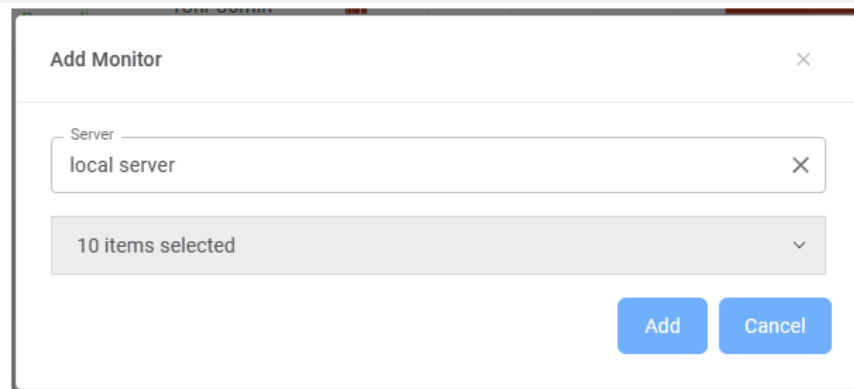 Add Monitor
Server
local server
10 items selected
Add
Cancel